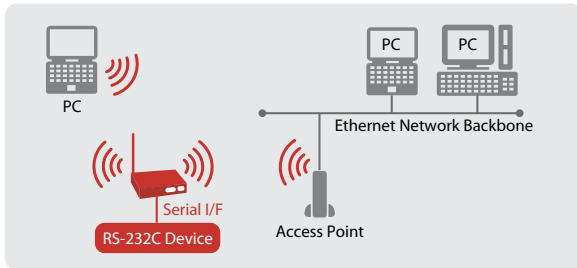 PC
PC
PC
Ethernet Network Backbone
Serial I/F
RS-232C Device
Access Point